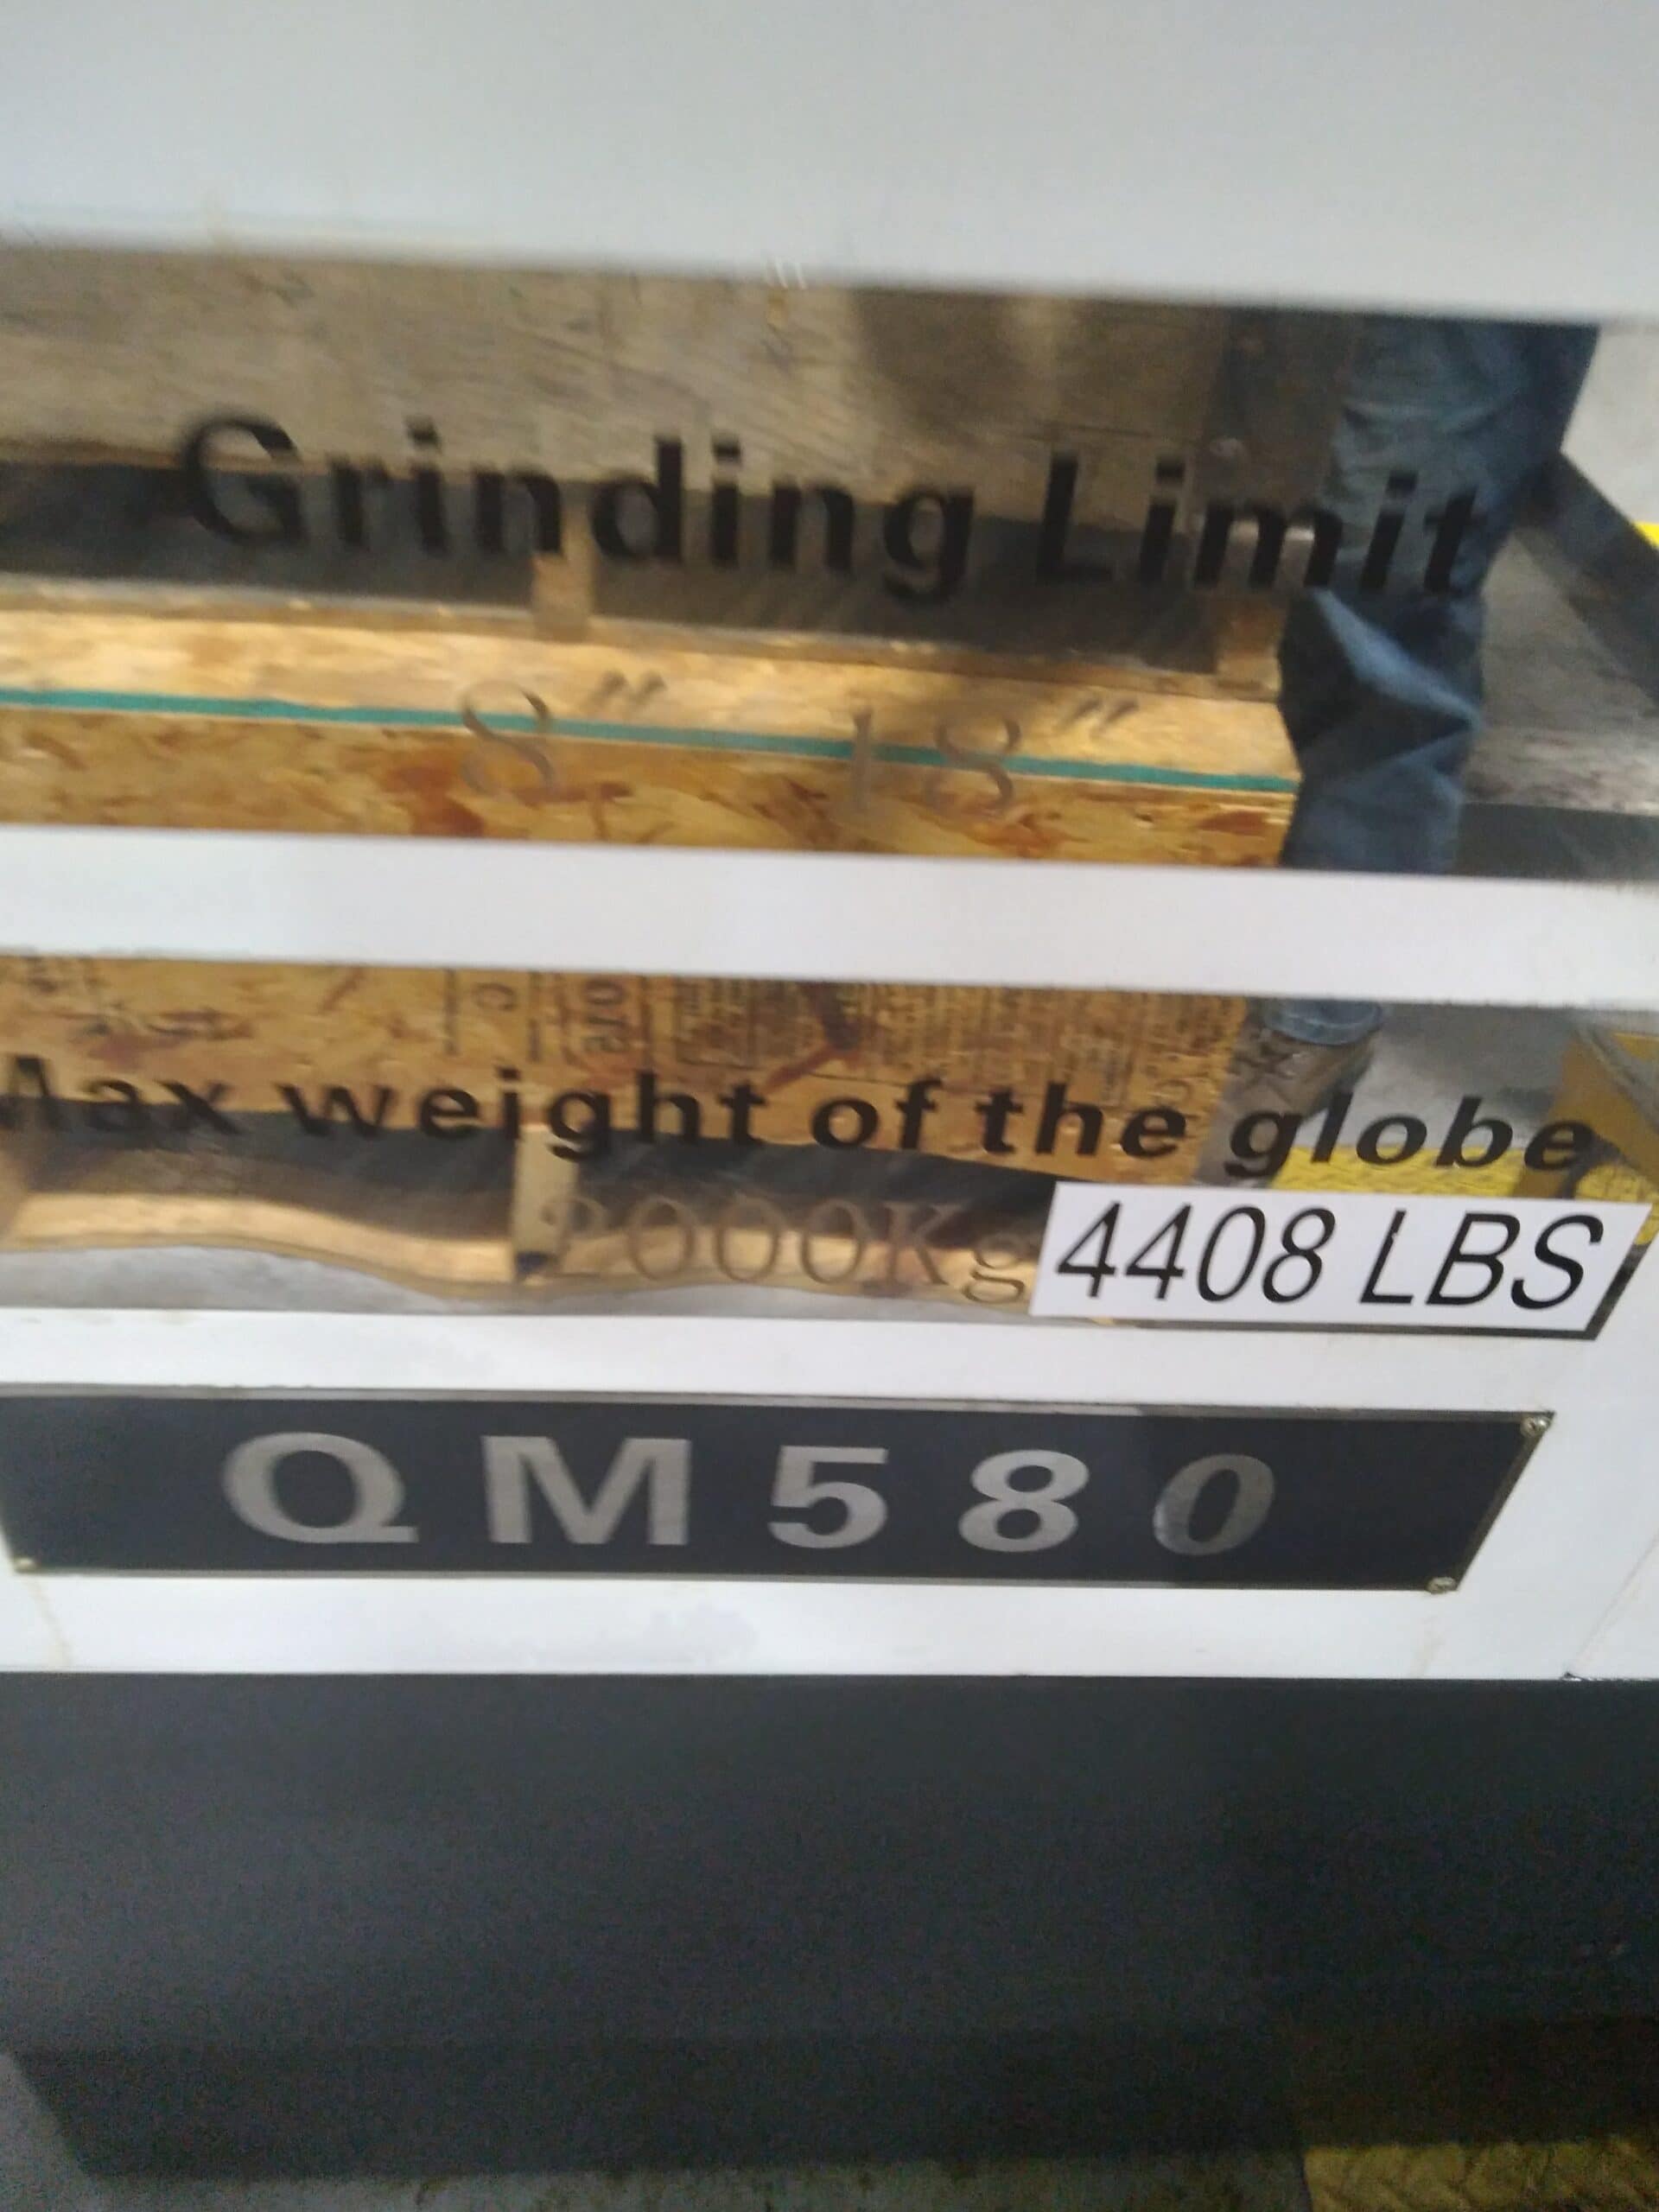 Grinding Limit
8" 18"
Max weight of the globe
2000Kg 4408 LBS
QM580